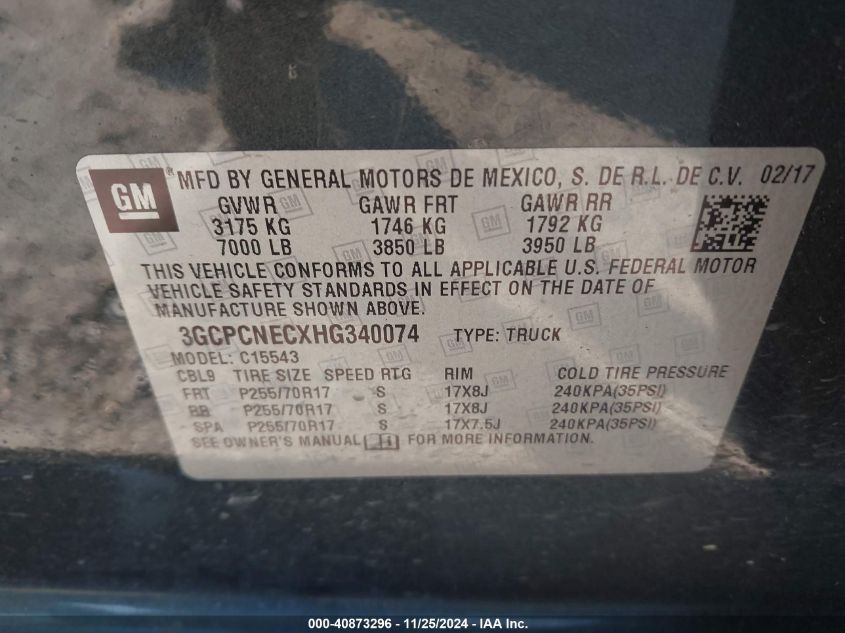 GM® MFD BY GENERAL MOTORS DE MEXICO, S. DE R.L. DE C.V. 02/17
GVWR GAWR FRT GAWR RR
3175 KG 1746 KG 1792 KG
7000 LB 3850 LB 3950 LB
THIS VEHICLE CONFORMS TO ALL APPLICABLE U.S. FEDERAL MOTOR
VEHICLE SAFETY STANDARDS IN EFFECT ON THE DATE OF
MANUFACTURE SHOWN ABOVE.
3GCPCNECXHG340074 TYPE: TRUCK
MODEL: C15543
CBL9 TIRE SIZE SPEED RTG RIM COLD TIRE PRESSURE
FRT P255/70R17 S 17X8J 240KPA(35PSI)
RR P255/70R17 S 17X8J 240KPA(35PSI)
SPA P255/70R17 S 17X7.5J 240KPA(35PSI)
SEE OWNER'S MANUAL FOR MORE INFORMATION.
000-40873296 - 11/25/2024 - IAA Inc.